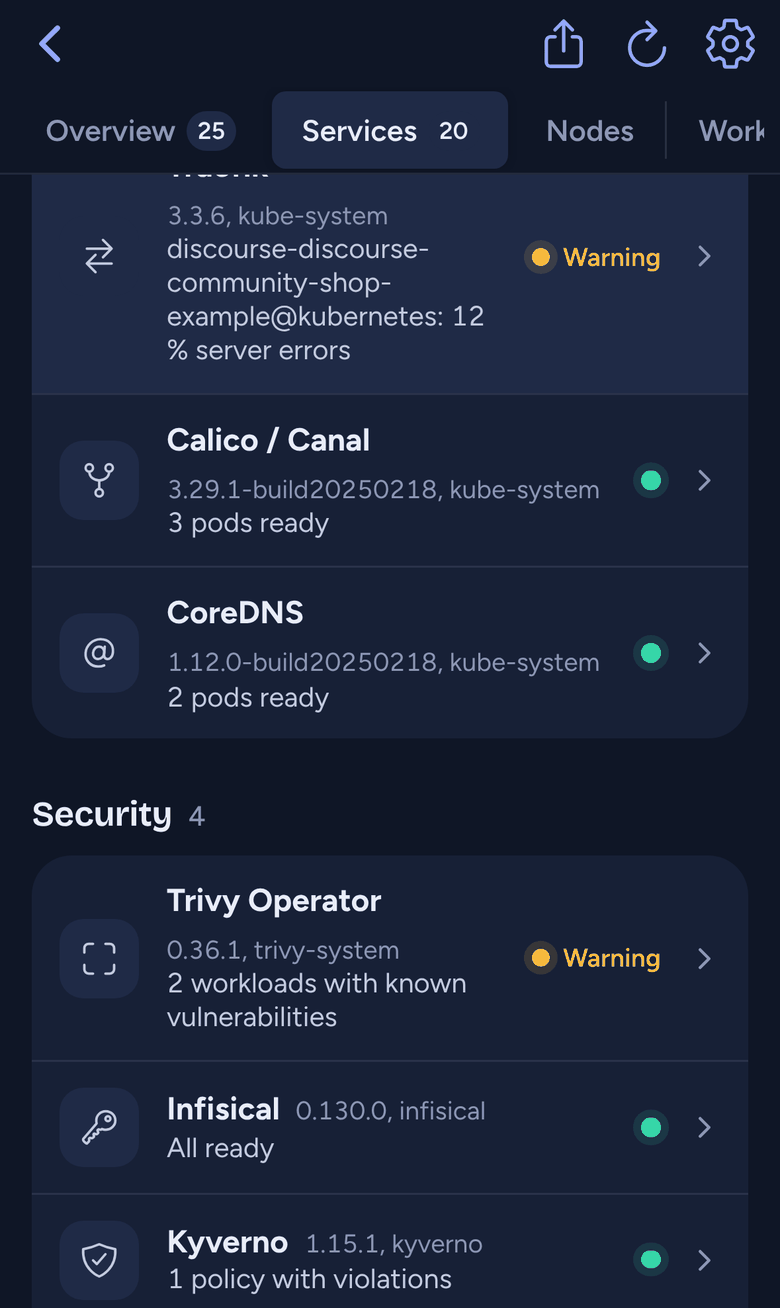 Overview 25 Services 20 Nodes Work
3.3.6, kube-system
discourse-discourse-
community-shop-
example@kubernetes: 12
% server errors
Warning
Calico / Canal
3.29.1-build20250218, kube-system
3 pods ready
@
CoreDNS
1.12.0-build20250218, kube-system
2 pods ready
Security 4
Trivy Operator
0.36.1, trivy-system
2 workloads with known
vulnerabilities
Warning
Infisical 0.130.0, infisical
All ready
Kyverno 1.15.1, kyverno
1 policy with violations